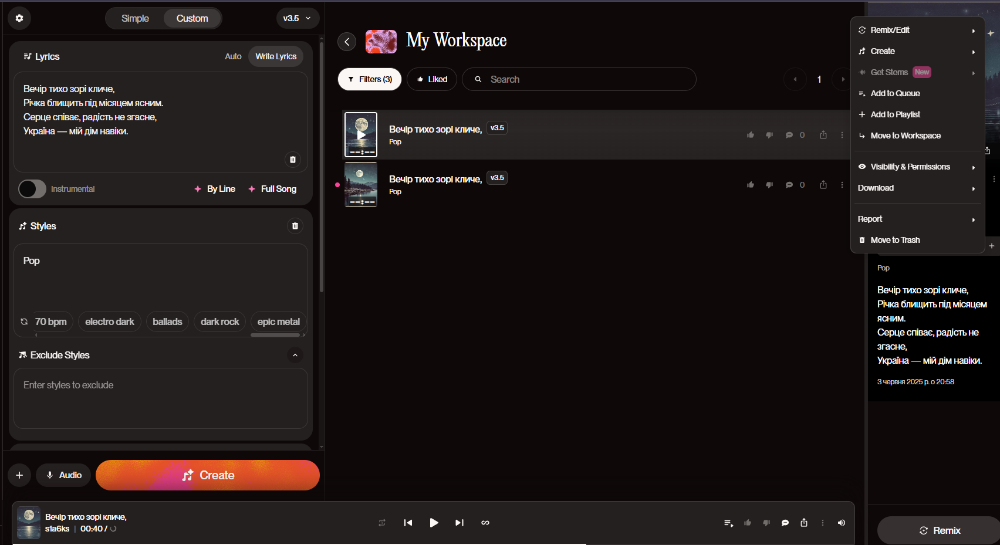 Simple
Custom
v3.5
Lyrics
Auto
Write Lyrics
Вечір тихо зорі кличе,
Річка блищить під місяцем ясним.
Серце співає, радість не згасне,
Україна — мій дім навіки.
Instrumental
By Line
Full Song
Styles
Pop
70 bpm
electro dark
ballads
dark rock
epic metal
Exclude Styles
Enter styles to exclude
Audio
Create
My Workspace
Filters (3)
Liked
Search
1
Вечір тихо зорі кличе,
v3.5
Pop
0
Вечір тихо зорі кличе,
v3.5
Pop
0
Remix/Edit
Create
Get Stems New
Add to Queue
Add to Playlist
Move to Workspace
Visibility & Permissions
Download
Report
Move to Trash
Pop
Вечір тихо зорі кличе,
Річка блищить під місяцем
ясним.
Серце співає, радість не
згасне,
Україна — мій дім навіки.
3 червня 2025 р. о 20:58
Remix
Вечір тихо зорі кличе,
s1a6ks | 00:40 /